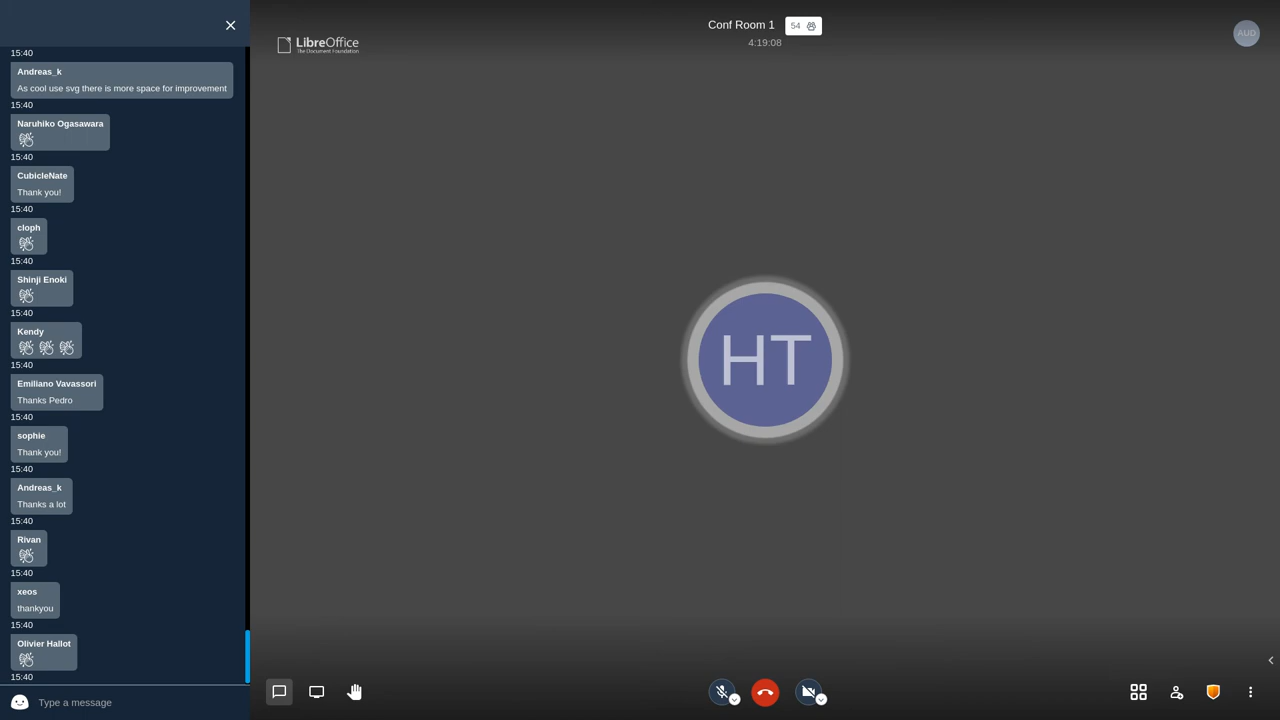 15:40
Andreas_k
As cool use svg there is more space for improvement
15:40
Naruhiko Ogasawara
👏
15:40
CubicleNate
Thank you!
15:40
cloph
👏
15:40
Shinji Enoki
👏
15:40
Kendy
👏 👏 👏
15:40
Emiliano Vavassori
Thanks Pedro
15:40
sophie
Thank you!
15:40
Andreas_k
Thanks a lot
15:40
Rivan
👏
15:40
xeos
thankyou
15:40
Olivier Hallot
👏
15:40
Type a message
LibreOffice
The Document Foundation
Conf Room 1 54
4:19:08
AUD
HT